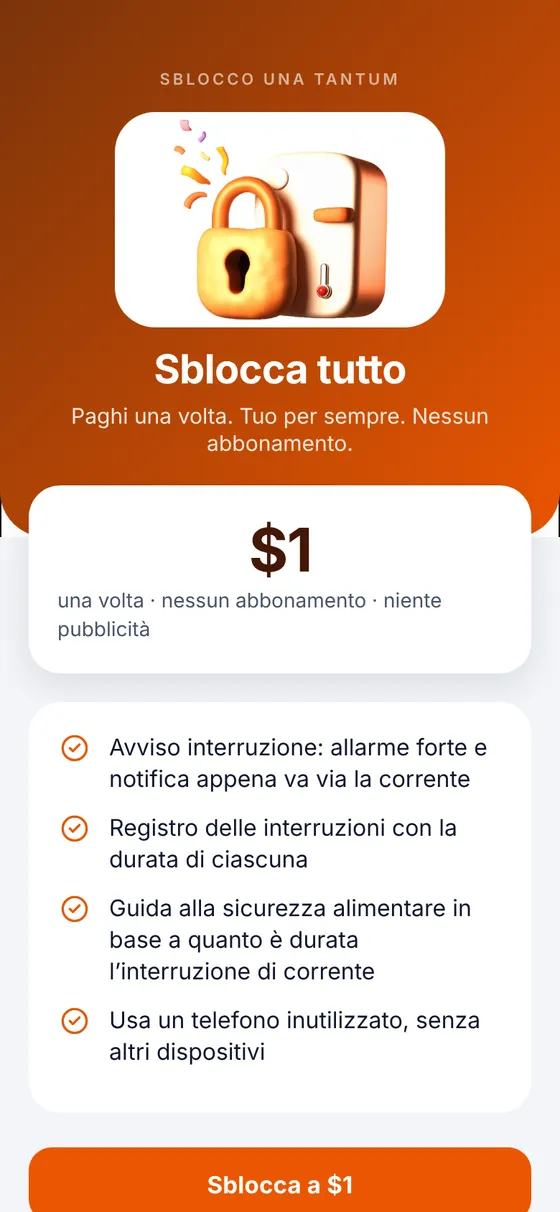 SBLOCCO UNA TANTUM
Sblocca tutto
Paghi una volta. Tuo per sempre. Nessun
abbonamento.
$1
una volta · nessun abbonamento · niente
pubblicità
Avviso interruzione: allarme forte e
notifica appena va via la corrente
Registro delle interruzioni con la
durata di ciascuna
Guida alla sicurezza alimentare in
base a quanto è durata
l’interruzione di corrente
Usa un telefono inutilizzato, senza
altri dispositivi
Sblocca a $1